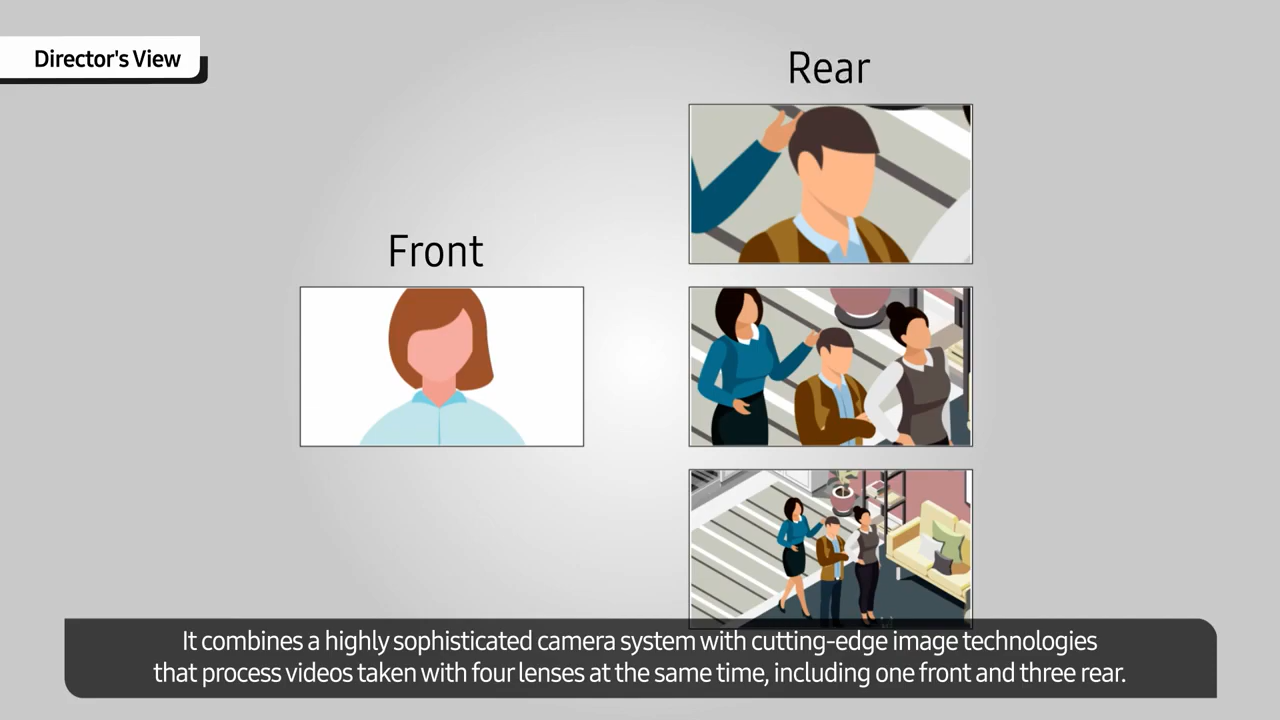 Director's View
Rear
Front
It combines a highly sophisticated camera system with cutting-edge image technologies
that process videos taken with four lenses at the same time, including one front and three rear.